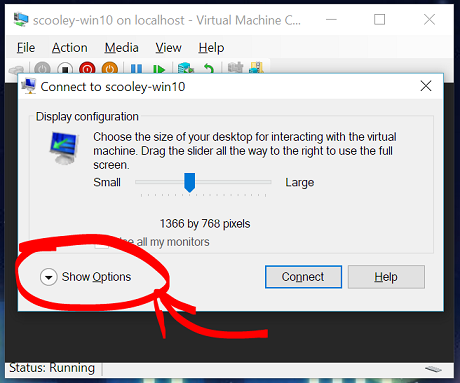 scooley-win10 on localhost - Virtual Machine C...
File Action Media View Help
Connect to scooley-win10
Display configuration
Choose the size of your desktop for interacting with the virtual
machine. Drag the slider all the way to the right to use the full
screen.
Small Large
1366 by 768 pixels
all my monitors
Show Options Connect Help
Status: Running